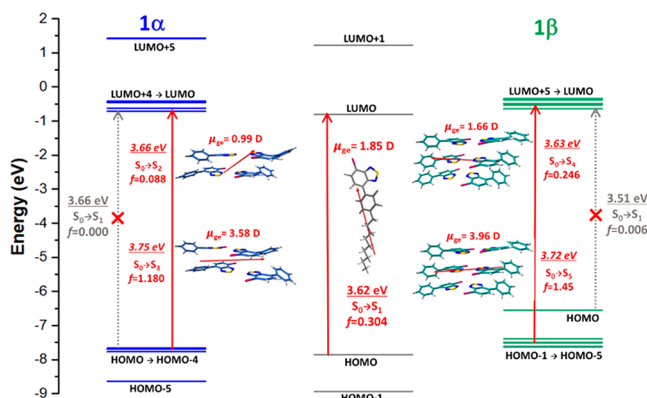 1α
1β
2
1
0
-1
-2
-3
-4
-5
-6
-7
-8
-9
Energy (eV)
LUMO+5
LUMO+4 → LUMO
3.66 eV
S0→S2
f=0.088
μge= 0.99 D
3.66 eV
S0→S1
f=0.000
3.75 eV
S0→S3
f=1.180
μge= 3.58 D
HOMO → HOMO-4
HOMO-5
LUMO+1
LUMO
μge= 1.85 D
3.62 eV
S0→S1
f=0.304
HOMO
HOMO-1
LUMO+5 → LUMO
μge= 1.66 D
3.63 eV
S0→S4
f=0.246
3.51 eV
S0→S1
f=0.006
μge= 3.96 D
3.72 eV
S0→S5
f=1.45
HOMO
HOMO-1 → HOMO-5